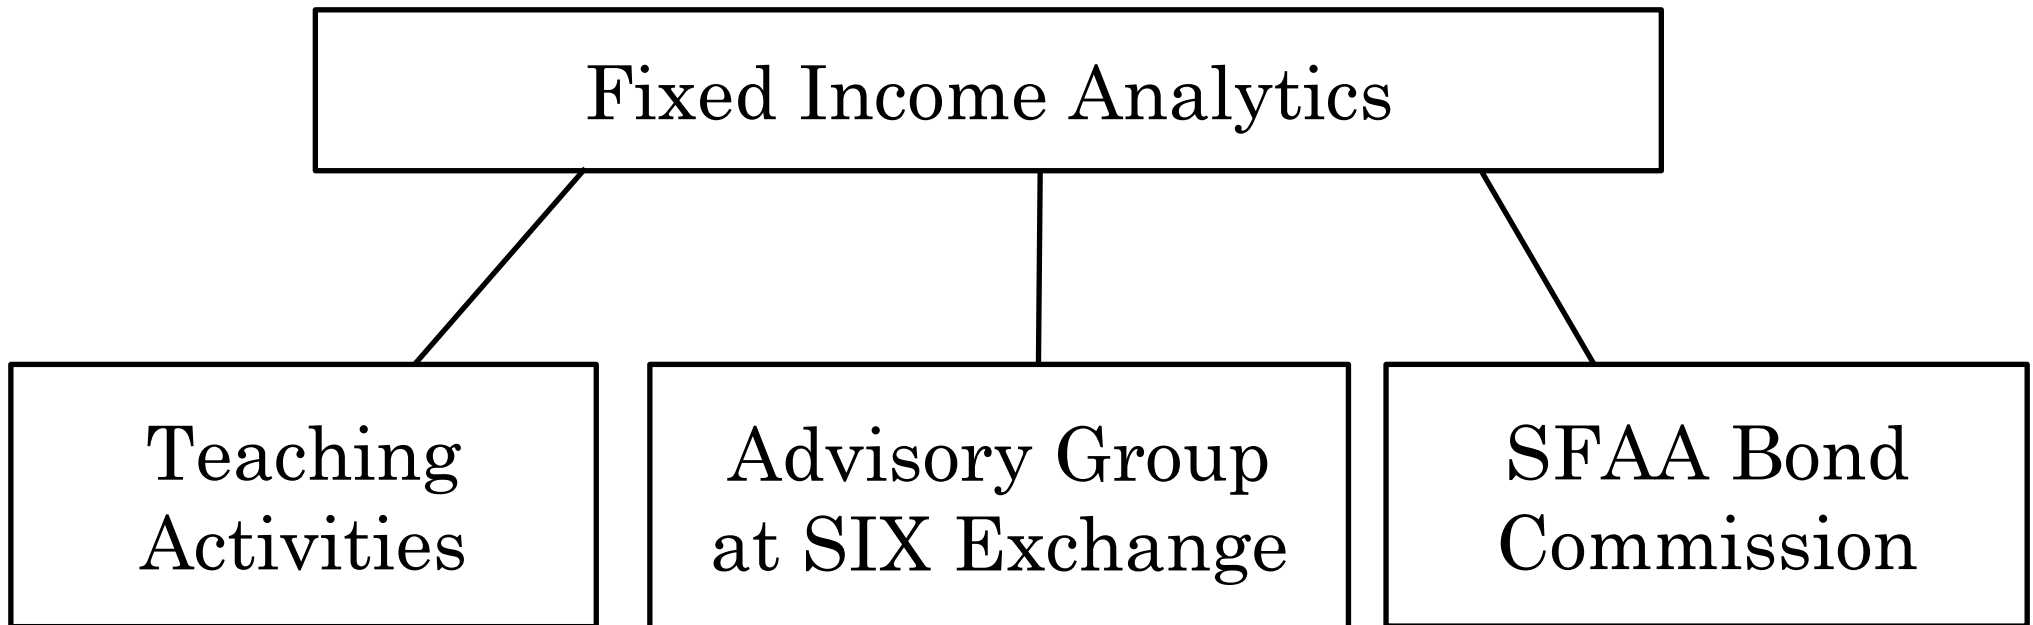 Fixed Income Analytics
Teaching
Activities
Advisory Group
at SIX Exchange
SFAA Bond
Commission